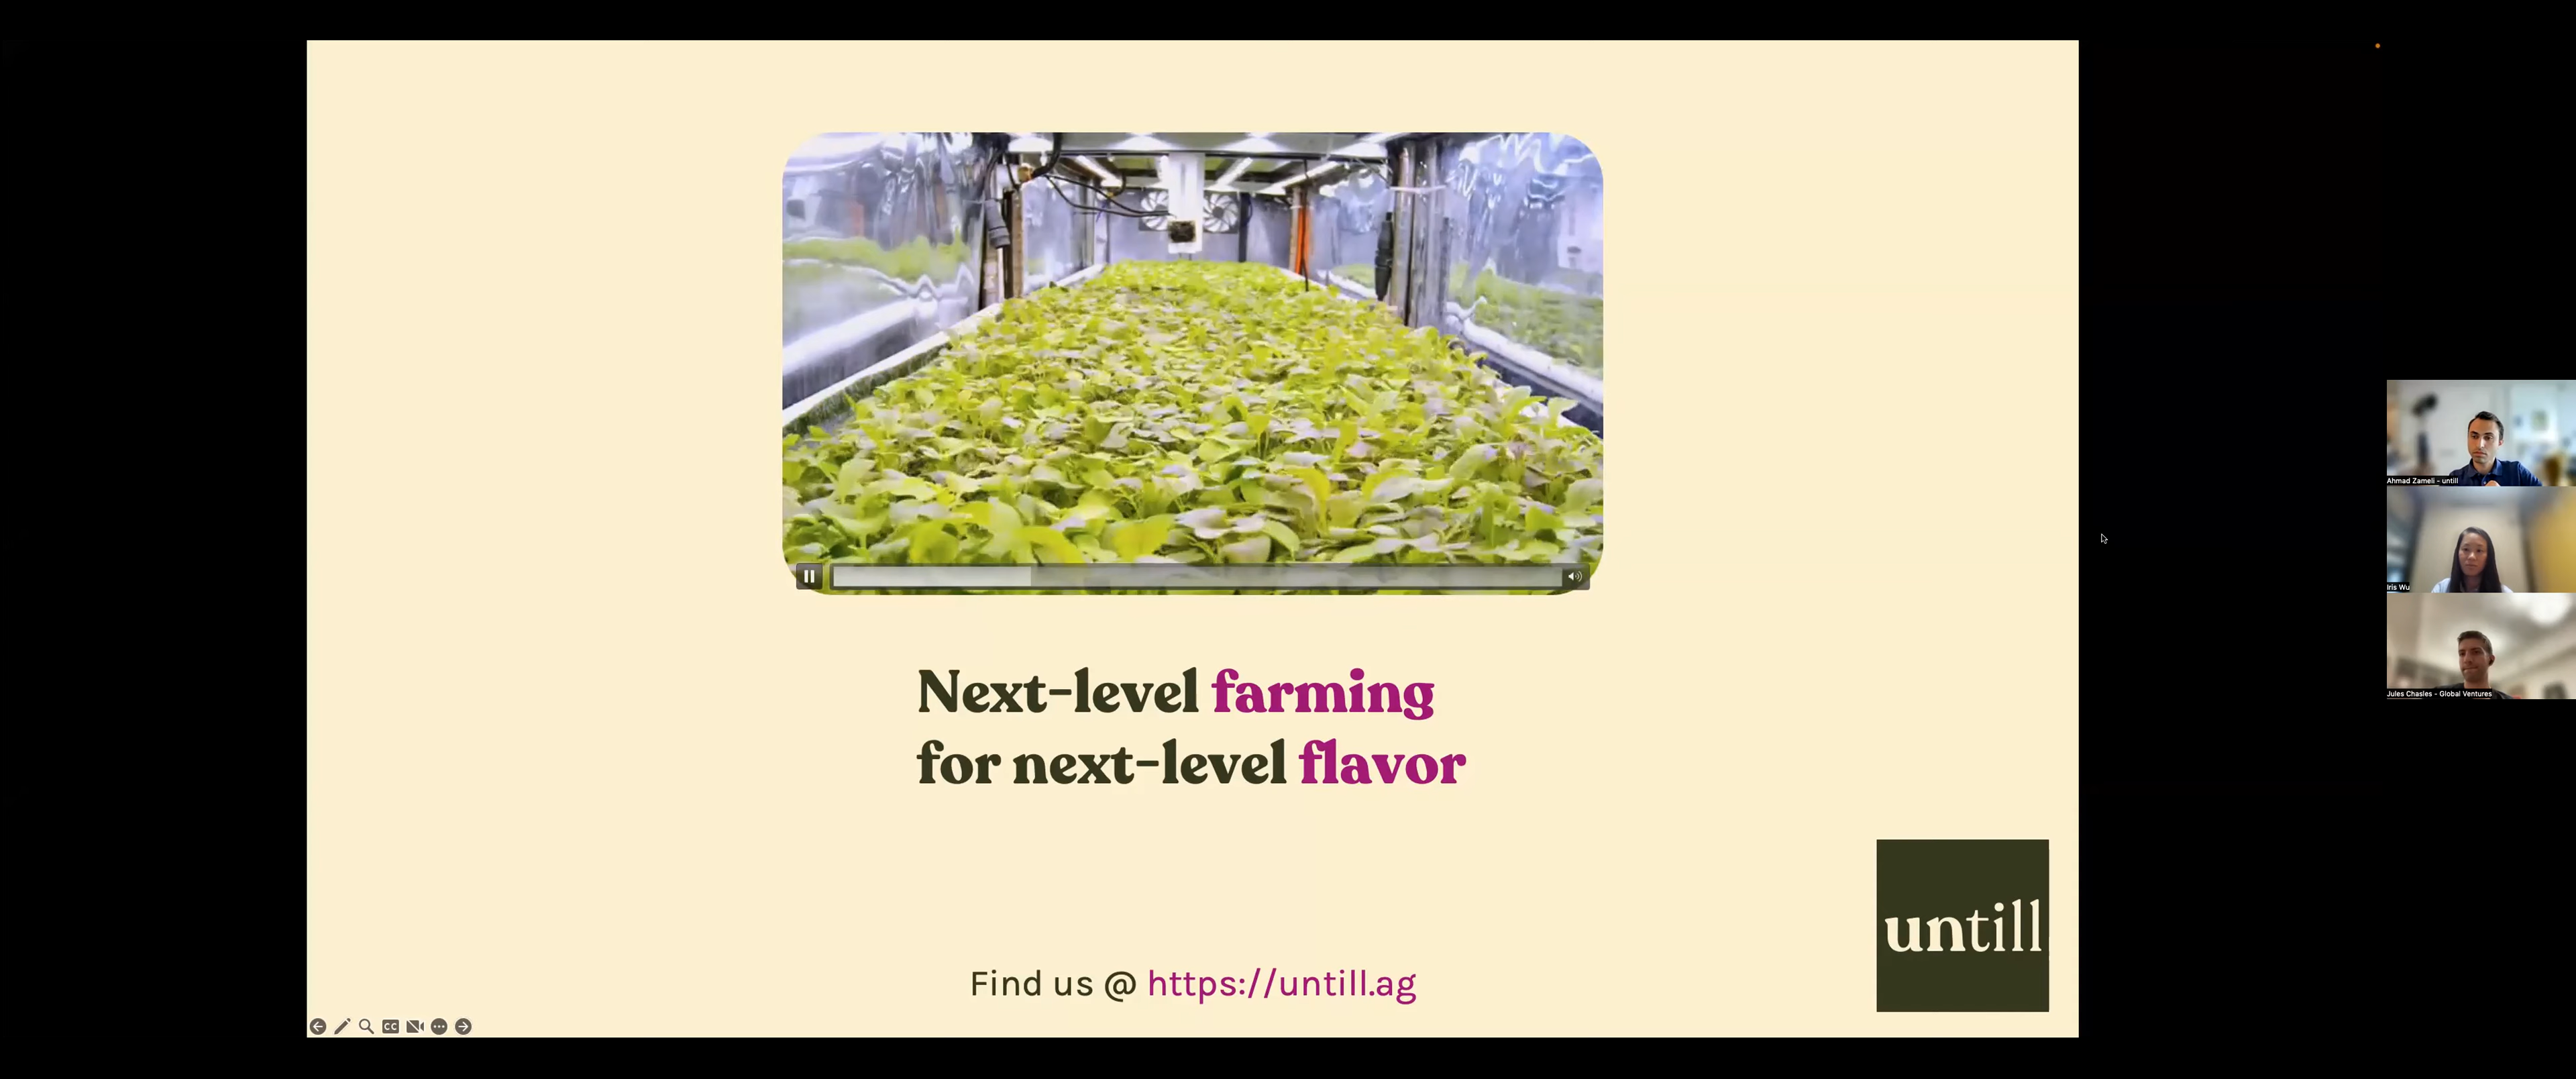 Next-level farming
for next-level flavor
Find us @ https://untill.ag
untill
CC
Ahmad Zameli - untill
Iris Wu
Jules Chasles - Global Ventures